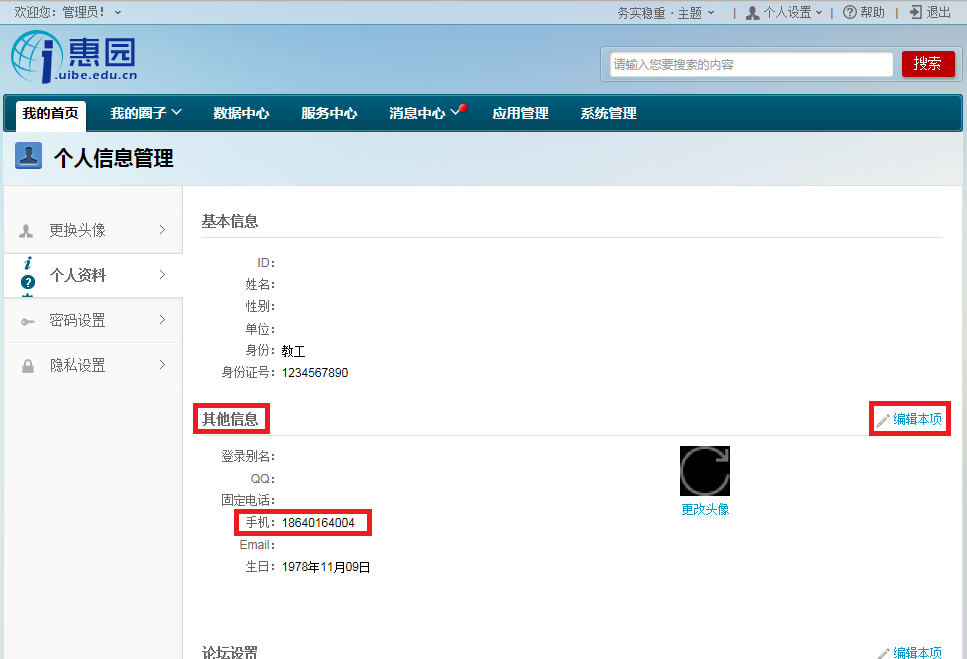 欢迎您：管理员！
务实稳重·主题 | 个人设置 | 帮助 | 退出
i惠园
.uibe.edu.cn
请输入您要搜索的内容 搜索
我的首页 我的圈子 数据中心 服务中心 消息中心 应用管理 系统管理
个人信息管理
更换头像
个人资料
密码设置
隐私设置
基本信息
ID：
姓名：
性别：
单位：
身份：教工
身份证号：1234567890
其他信息 编辑本项
登录别名：
QQ：
固定电话：
手机：18640164004
Email：
生日：1978年11月09日
更改头像
论坛设置 编辑本项